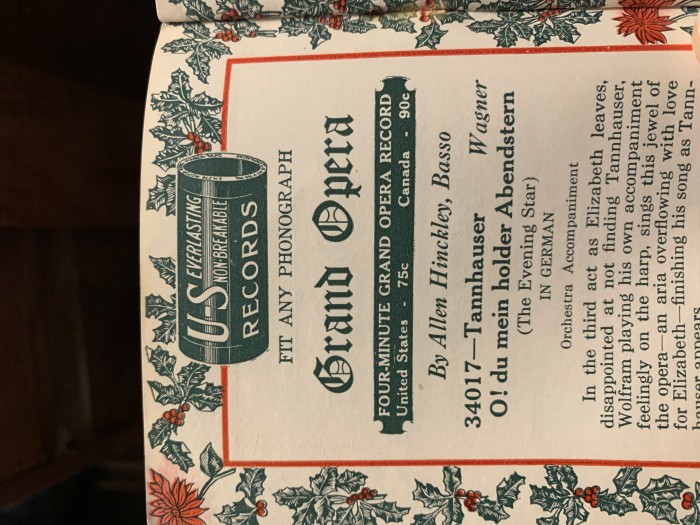 U-S EVERLASTING
NON-BREAKABLE
RECORDS
FIT ANY PHONOGRAPH
Grand Opera
FOUR-MINUTE GRAND OPERA RECORD
United States - 75c Canada - 90c
By Allen Hinckley, Basso
34017—Tannhauser Wagner
O! du mein holder Abendstern
(The Evening Star)
IN GERMAN
Orchestra Accompaniment
In the third act as Elizabeth leaves,
disappointed at not finding Tannhauser,
Wolfram playing his own accompaniment
feelingly on the harp, sings this jewel of
the opera—an aria overflowing with love
for Elizabeth—finishing his song as Tann-
hauser appears